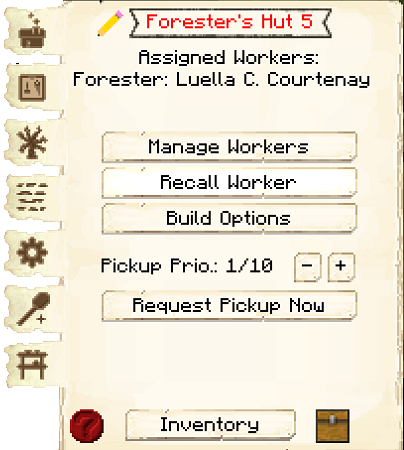 Forester's Hut 5
Assigned Workers:
Forester: Luella C. Courtenay
Manage Workers
Recall Worker
Build Options
Pickup Prio.: 1/10 - +
Request Pickup Now
? Inventory